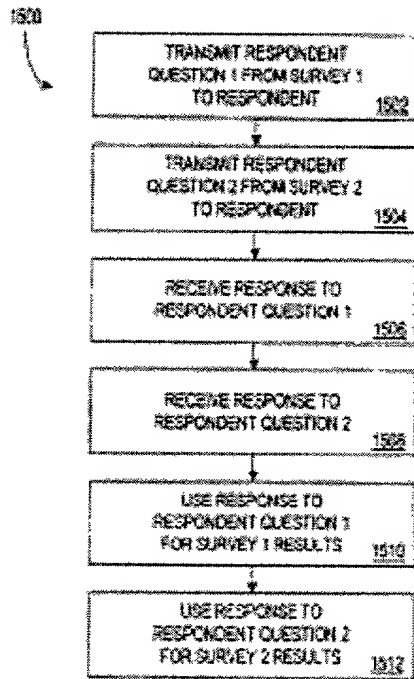 1500
TRANSMIT RESPONDENT
QUESTION 1 FROM SURVEY 1
TO RESPONDENT
1502
TRANSMIT RESPONDENT
QUESTION 2 FROM SURVEY 2
TO RESPONDENT
1504
RECEIVE RESPONSE TO
RESPONDENT QUESTION 1
1506
RECEIVE RESPONSE TO
RESPONDENT QUESTION 2
1508
USE RESPONSE TO
RESPONDENT QUESTION 1
FOR SURVEY 1 RESULTS
1510
USE RESPONSE TO
RESPONDENT QUESTION 2
FOR SURVEY 2 RESULTS
1512